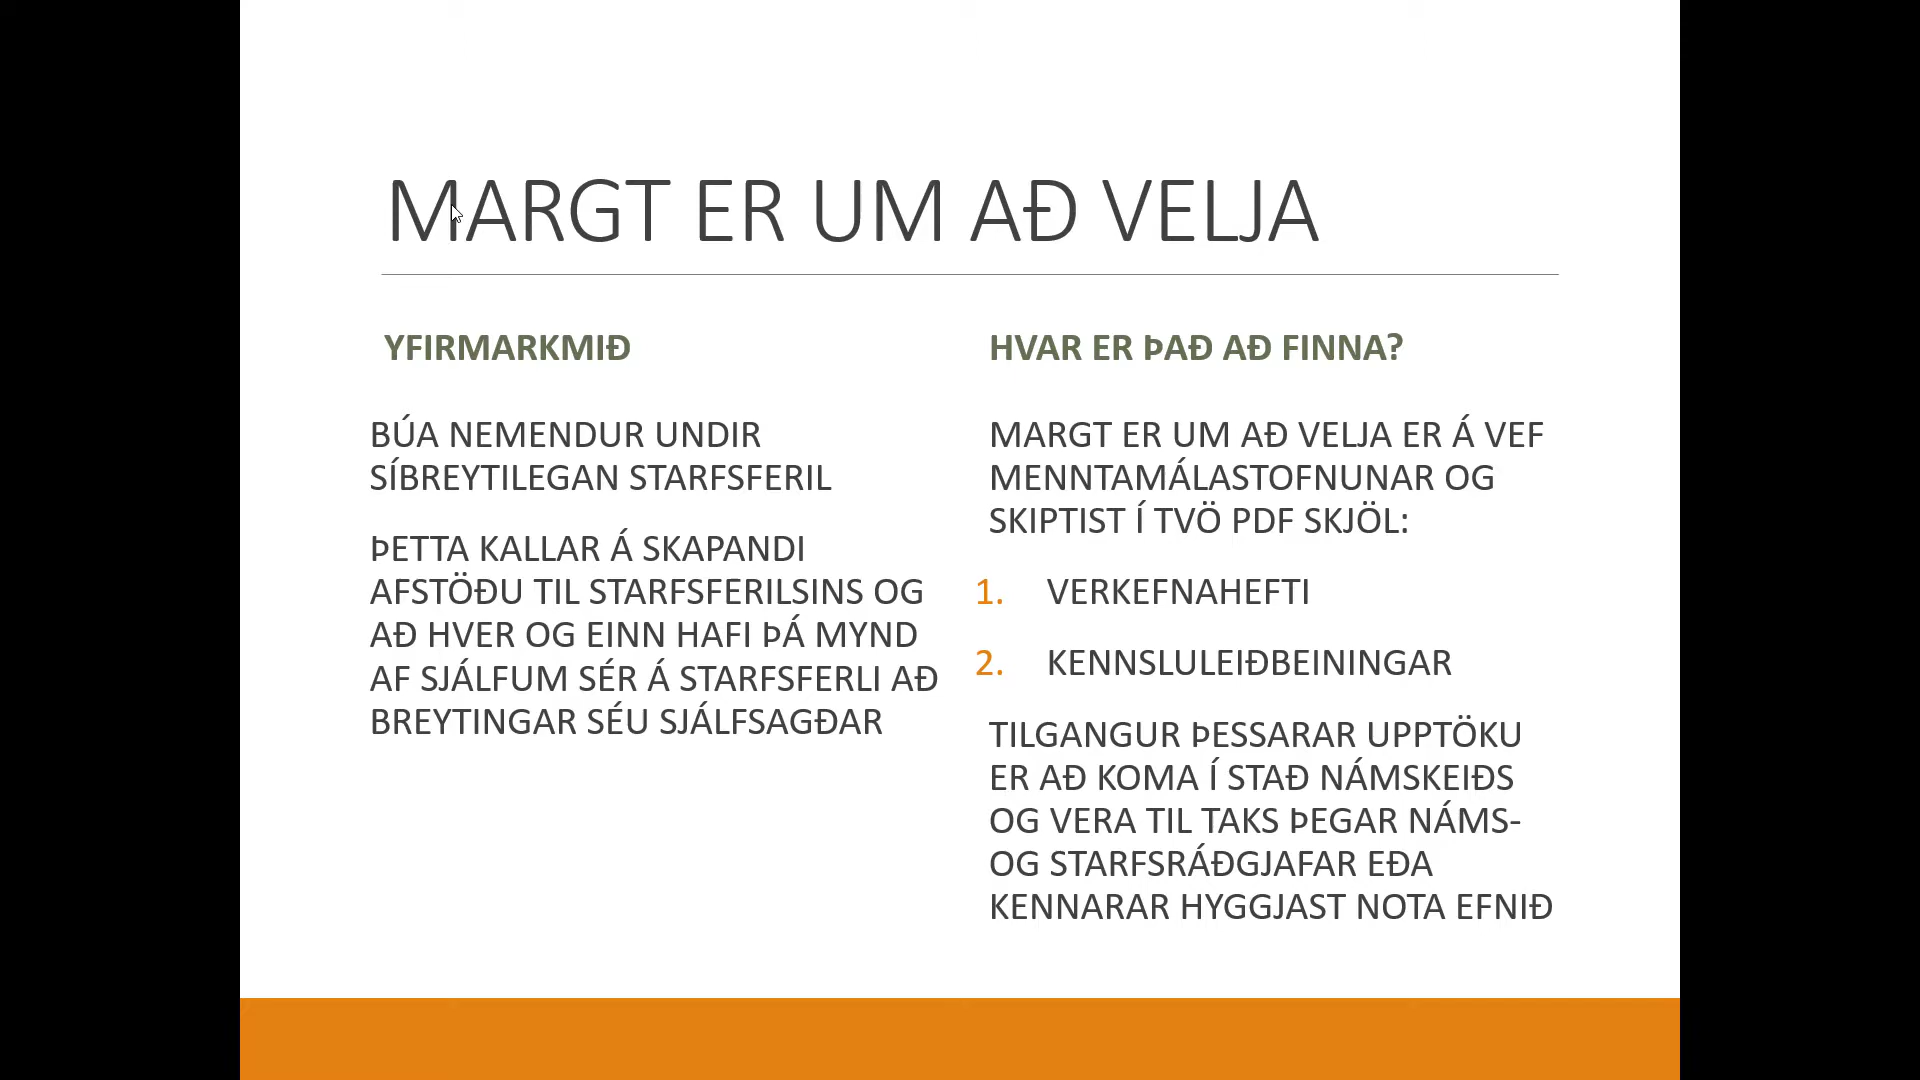 MARGT ER UM AÐ VELJA
YFIRMARKMIÐ
BÚA NEMENDUR UNDIR
SÍBREYTILEGAN STARFSFERIL
ÞETTA KALLAR Á SKAPANDI
AFSTÖÐU TIL STARFSFERILSINS OG
AÐ HVER OG EINN HAFI ÞÁ MYND
AF SJÁLFUM SÉR Á STARFSFERLI AÐ
BREYTINGAR SÉU SJÁLFSAGÐAR
HVAR ER ÞAÐ AÐ FINNA?
MARGT ER UM AÐ VELJA ER Á VEF
MENNTAMÁLASTOFNUNAR OG
SKIPTIST Í TVÖ PDF SKJÖL:
1. VERKEFNAHEFTI
2. KENNSLULEIÐBEININGAR
TILGANGUR ÞESSARAR UPPTÖKU
ER AÐ KOMA Í STAÐ NÁMSKEIÐS
OG VERA TIL TAKS ÞEGAR NÁMS-
OG STARFSRÁÐGJAFAR EÐA
KENNARAR HYGGJAST NOTA EFNIÐ